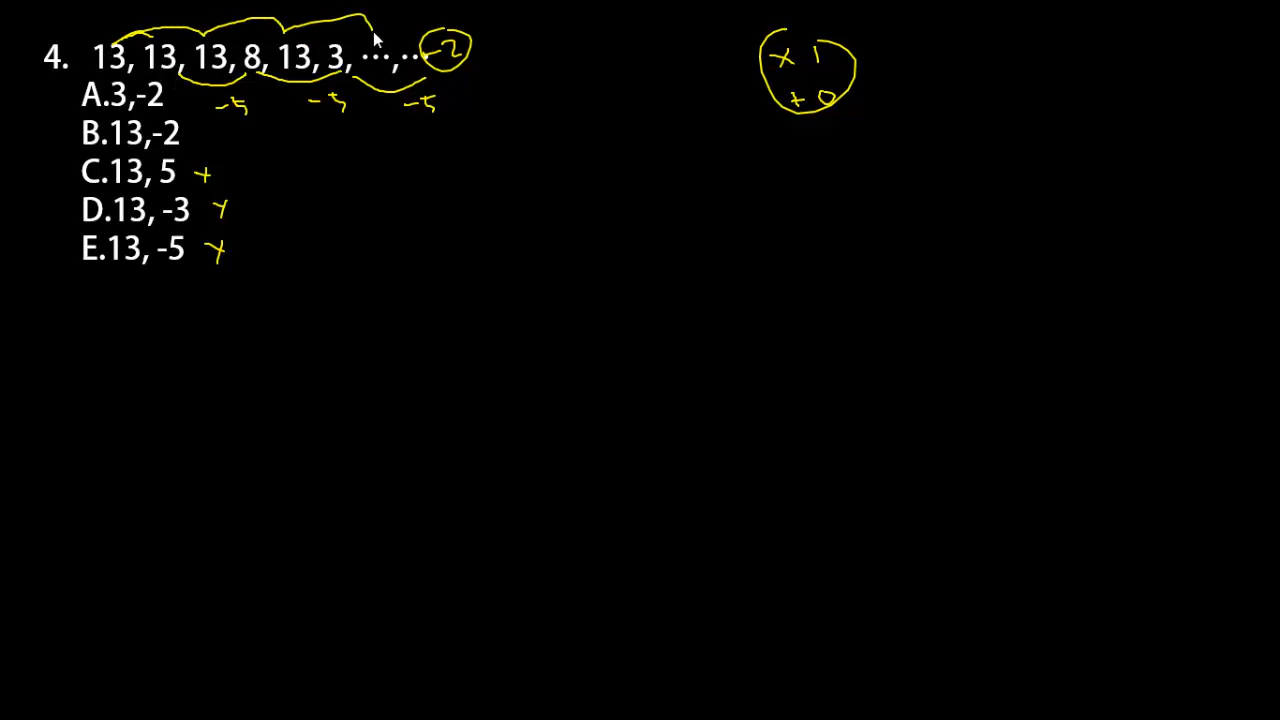 4. 13, 13, 13, 8, 13, 3, ..., ... -2
x 1
+ 0
-5 -5 -5
A.3,-2
B.13,-2
C.13, 5 x
D.13, -3 x
E.13, -5 x